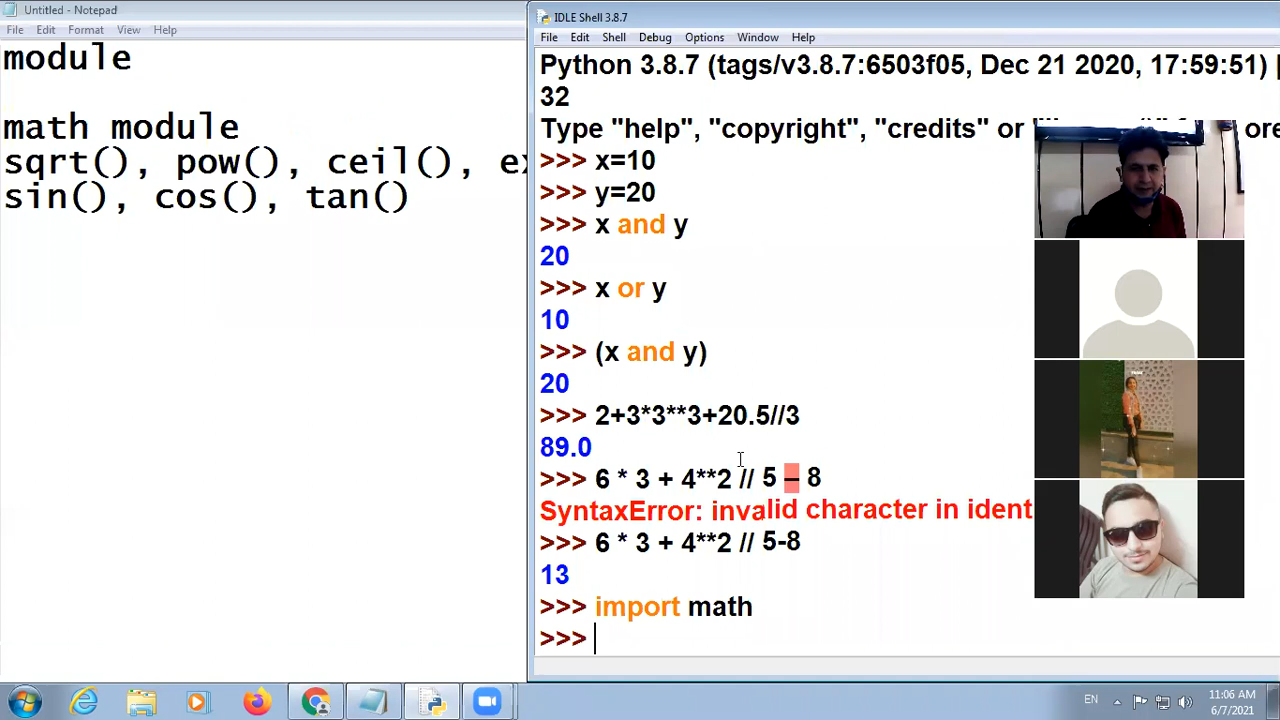 Untitled - Notepad
File Edit Format View Help
module
math module
sqrt(), pow(), ceil(),
sin(), cos(), tan()
IDLE Shell 3.8.7
File Edit Shell Debug Options Window Help
Python 3.8.7 (tags/v3.8.7:6503f05, Dec 21 2020, 17:59:51) [
32
Type "help", "copyright", "credits" or
>>> x=10
>>> y=20
>>> x and y
20
>>> x or y
10
>>> (x and y)
20
>>> 2+3*3**3+20.5//3
89.0
>>> 6 * 3 + 4**2 // 5 – 8
SyntaxError: invalid character in ident
>>> 6 * 3 + 4**2 // 5-8
13
>>> import math
>>>
EN
11:06 AM
6/7/2021